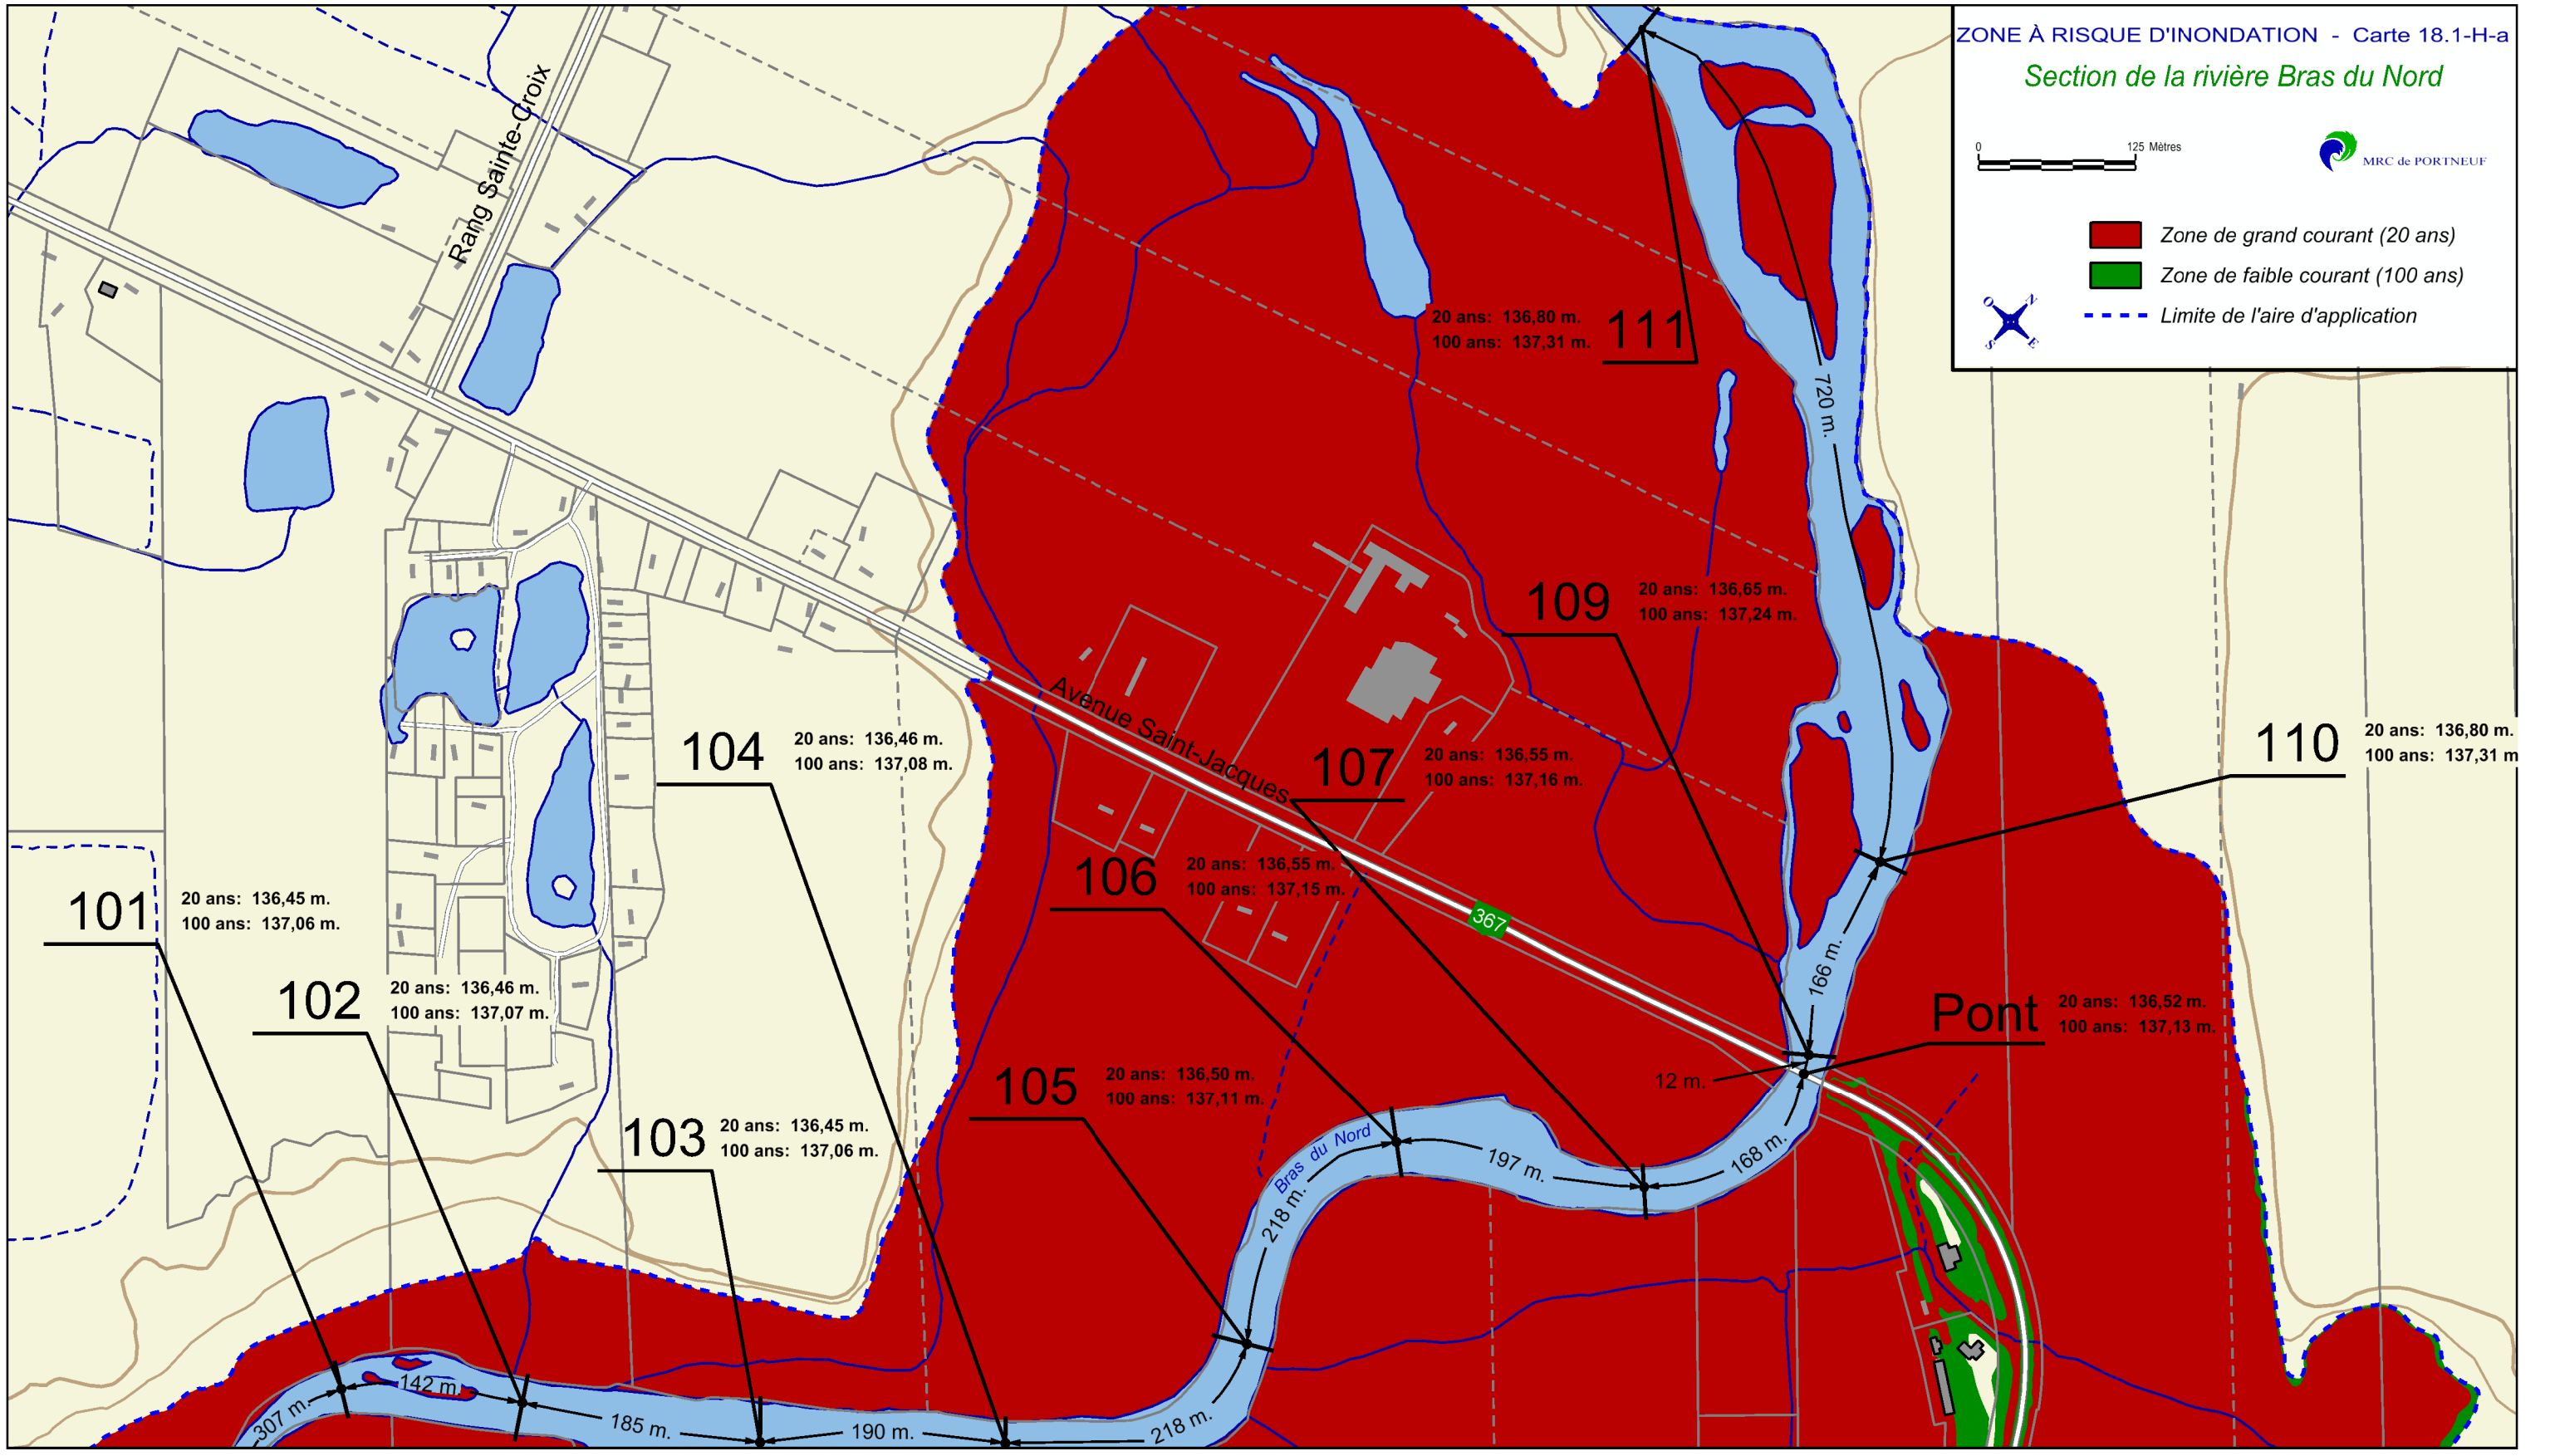 ZONE À RISQUE D'INONDATION - Carte 18.1-H-a
Section de la rivière Bras du Nord
0 125 Mètres
MRC de PORTNEUF
Zone de grand courant (20 ans)
Zone de faible courant (100 ans)
Limite de l'aire d'application
O N
S E
Rang Sainte-Croix
111
20 ans: 136,80 m.
100 ans: 137,31 m.
720 m.
109
20 ans: 136,65 m.
100 ans: 137,24 m.
110
20 ans: 136,80 m.
100 ans: 137,31 m
Avenue Saint-Jacques
104
20 ans: 136,46 m.
100 ans: 137,08 m.
107
20 ans: 136,55 m.
100 ans: 137,16 m.
106
20 ans: 136,55 m.
100 ans: 137,15 m.
367
101
20 ans: 136,45 m.
100 ans: 137,06 m.
166 m.
102
20 ans: 136,46 m.
100 ans: 137,07 m.
Pont
20 ans: 136,52 m.
100 ans: 137,13 m.
12 m.
105
20 ans: 136,50 m.
100 ans: 137,11 m.
103
20 ans: 136,45 m.
100 ans: 137,06 m.
Bras du Nord
197 m.
168 m.
218 m.
307 m.
142 m.
185 m.
190 m.
218 m.